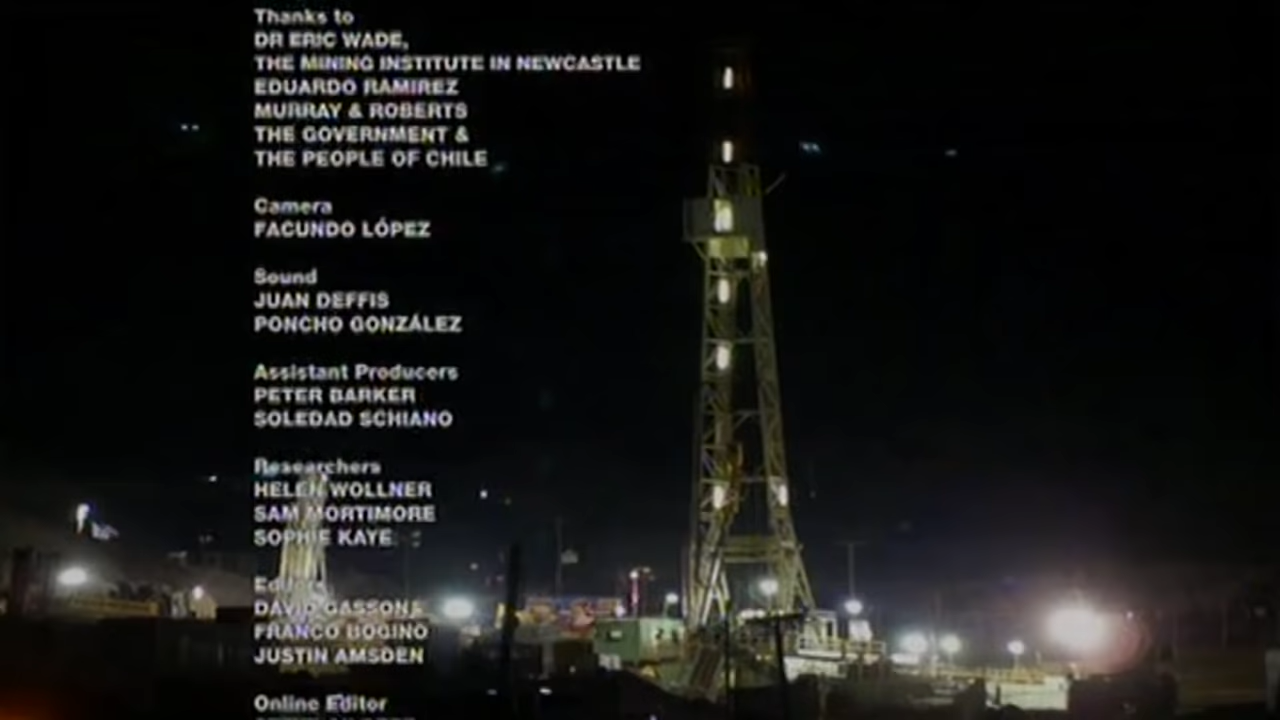 Thanks to
DR ERIC WADE,
THE MINING INSTITUTE IN NEWCASTLE
EDUARDO RAMIREZ
MURRAY & ROBERTS
THE GOVERNMENT &
THE PEOPLE OF CHILE
Camera
FACUNDO LÓPEZ
Sound
JUAN DEFFIS
PONCHO GONZÁLEZ
Assistant Producers
PETER BARKER
SOLEDAD SCHIANO
Researchers
HELEN WOLLNER
SAM MORTIMORE
SOPHIE KAYE
Editors
DAVID GASSON
FRANCO BOGINO
JUSTIN AMSDEN
Online Editor